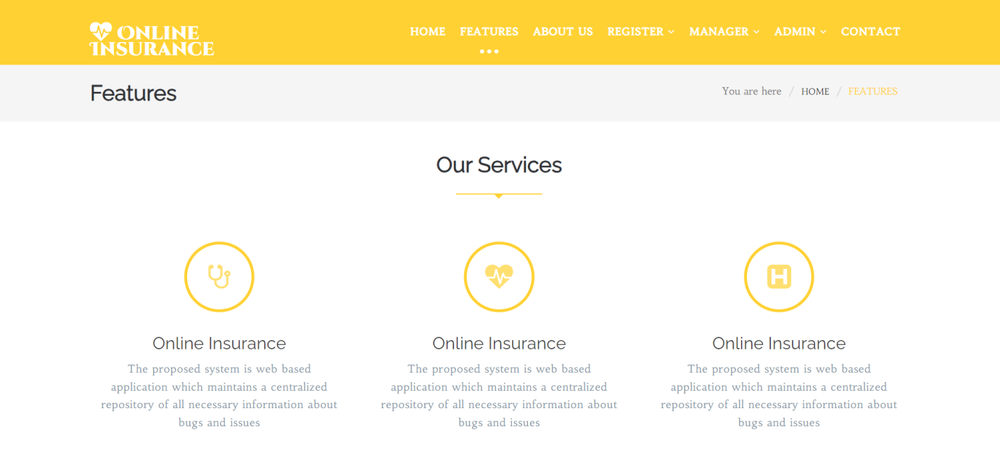 Online
Insurance
HOME FEATURES ABOUT US REGISTER MANAGER ADMIN CONTACT
Features
You are here / HOME / FEATURES
Our Services
H
Online Insurance
The proposed system is web based
application which maintains a centralized
repository of all necessary information about
bugs and issues
Online Insurance
The proposed system is web based
application which maintains a centralized
repository of all necessary information about
bugs and issues
Online Insurance
The proposed system is web based
application which maintains a centralized
repository of all necessary information about
bugs and issues